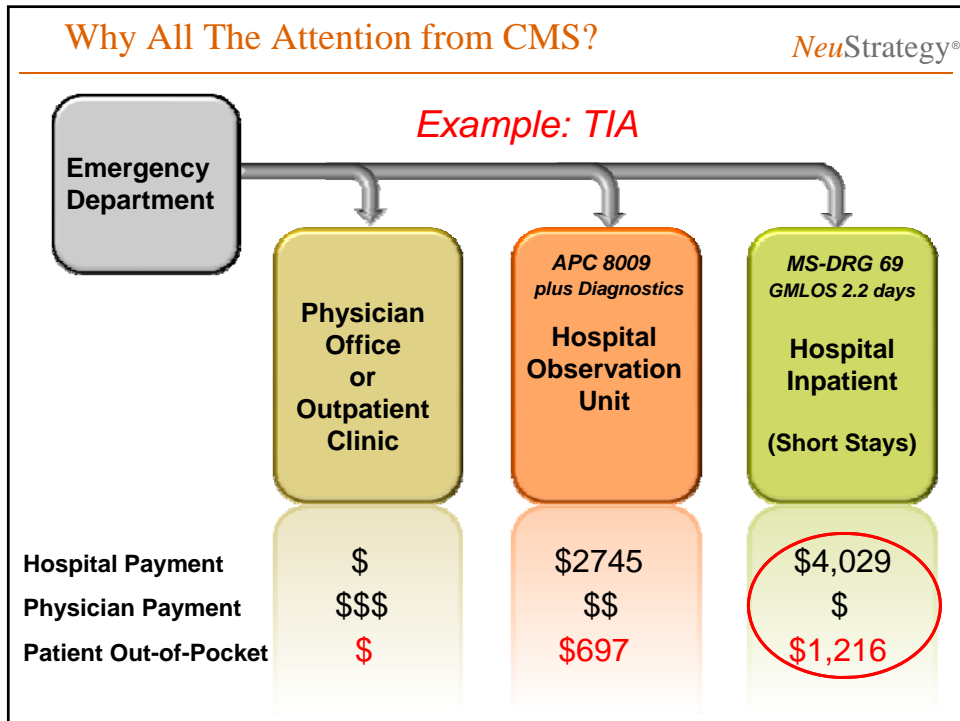 Why All The Attention from CMS?
NeuStrategy®
Example: TIA
Emergency
Department
Physician
Office
or
Outpatient
Clinic
APC 8009
plus Diagnostics
Hospital
Observation
Unit
MS-DRG 69
GMLOS 2.2 days
Hospital
Inpatient
(Short Stays)
Hospital Payment $ $2745 $4,029
Physician Payment $$$ $$ $
Patient Out-of-Pocket $ $697 $1,216